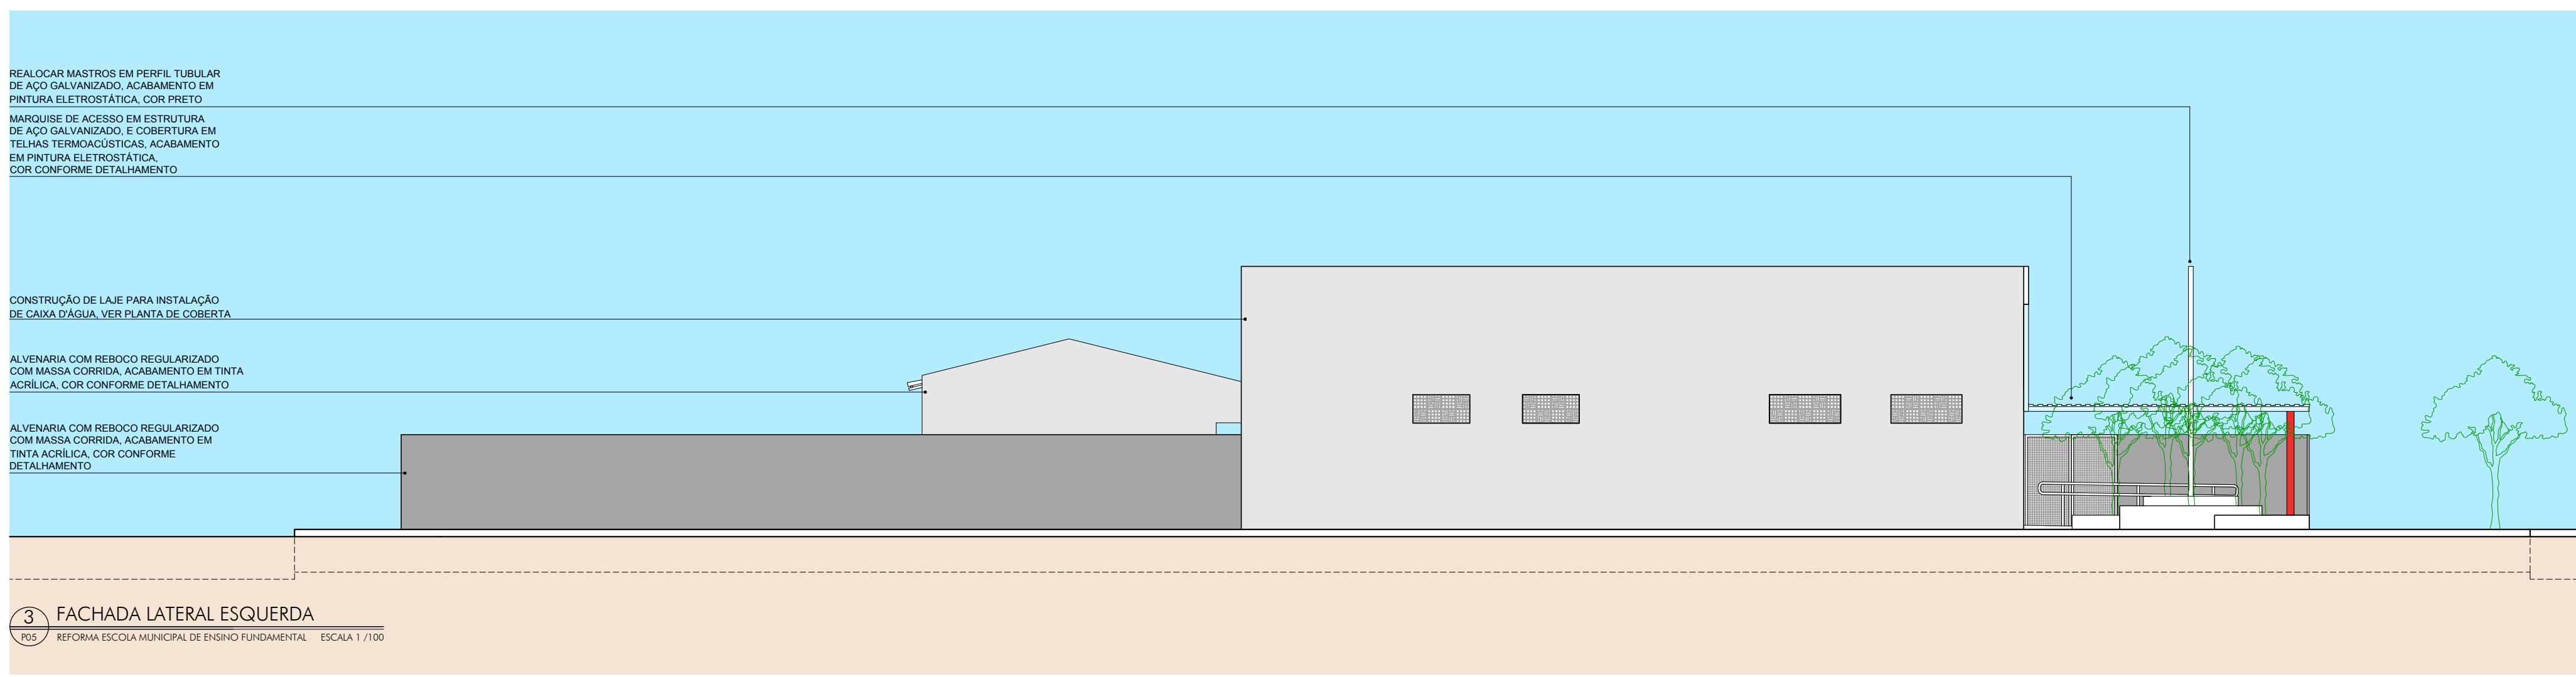 REALOCAR MASTROS EM PERFIL TUBULAR
DE AÇO GALVANIZADO, ACABAMENTO EM
PINTURA ELETROSTÁTICA, COR PRETO
MARQUISE DE ACESSO EM ESTRUTURA
DE AÇO GALVANIZADO, E COBERTURA EM
TELHAS TERMOACÚSTICAS, ACABAMENTO
EM PINTURA ELETROSTÁTICA,
COR CONFORME DETALHAMENTO
CONSTRUÇÃO DE LAJE PARA INSTALAÇÃO
DE CAIXA D'ÁGUA, VER PLANTA DE COBERTA
ALVENARIA COM REBOCO REGULARIZADO
COM MASSA CORRIDA, ACABAMENTO EM TINTA
ACRÍLICA, COR CONFORME DETALHAMENTO
ALVENARIA COM REBOCO REGULARIZADO
COM MASSA CORRIDA, ACABAMENTO EM
TINTA ACRÍLICA, COR CONFORME
DETALHAMENTO
3 FACHADA LATERAL ESQUERDA
P05 REFORMA ESCOLA MUNICIPAL DE ENSINO FUNDAMENTAL ESCALA 1 /100